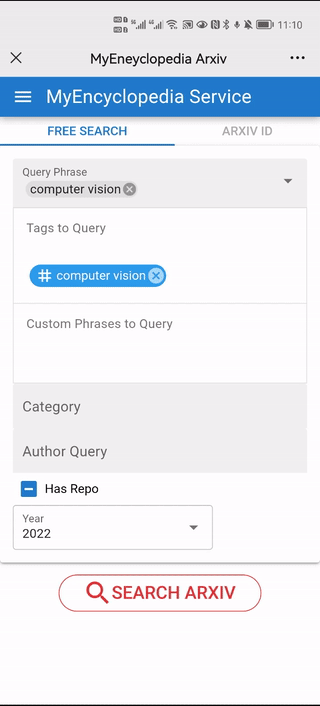 11:10
MyEneyclopedia Arxiv
MyEncyclopedia Service
FREE SEARCH
ARXIV ID
Query Phrase
computer vision
Tags to Query
# computer vision
Custom Phrases to Query
Category
Author Query
Has Repo
Year
2022
SEARCH ARXIV